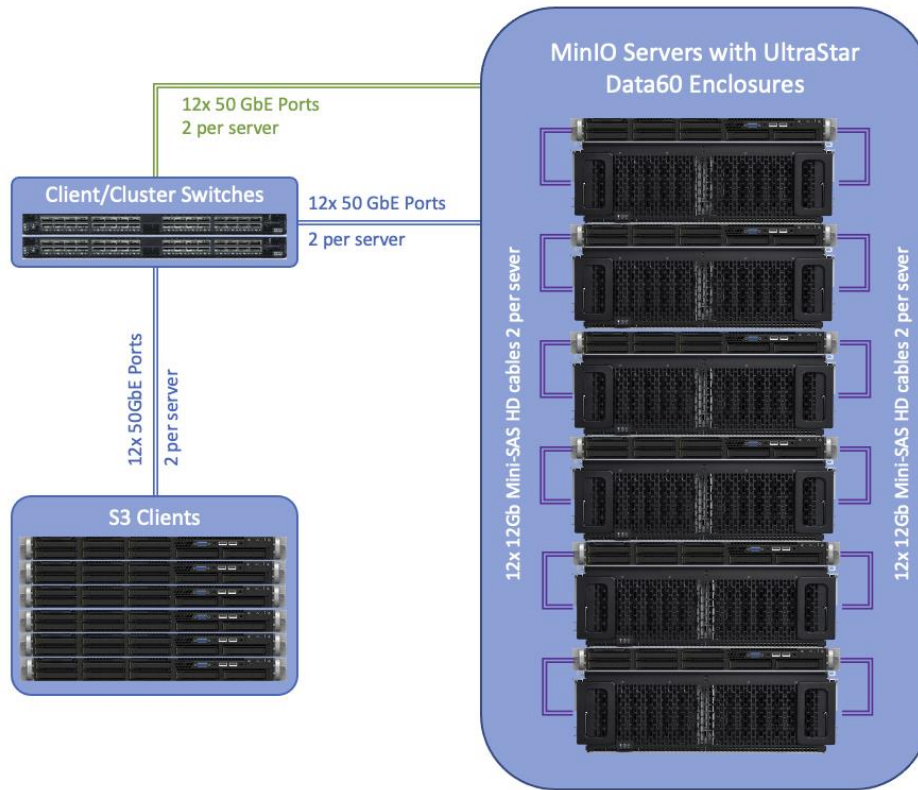 MinIO Servers with UltraStar
Data60 Enclosures
12x 50 GbE Ports
2 per server
Client/Cluster Switches
12x 50 GbE Ports
2 per server
12x 50GbE Ports
2 per server
S3 Clients
12x 12Gb Mini-SAS HD cables 2 per sever
12x 12Gb Mini-SAS HD cables 2 per sever